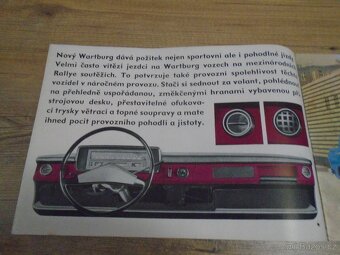 Nový Wartburg dává požitek nejen sportovní ale i pohodlné jízdy.
Velmi často vítězí jezdci na Wartburg vozech na mezinárodních
Rallye soutěžích. To potvrzuje také provozní spolehlivost těchto
vozidel v náročném provozu. Stačí si sednout za volant, pohlédnout
na přehledně uspořádanou, změkčenými hranami vybavenou pří-
strojovou desku, přestavitelné ofukova-
cí trysky větrací a topné soupravy a máte
ihned pocit provozního pohodlí a jistoty.